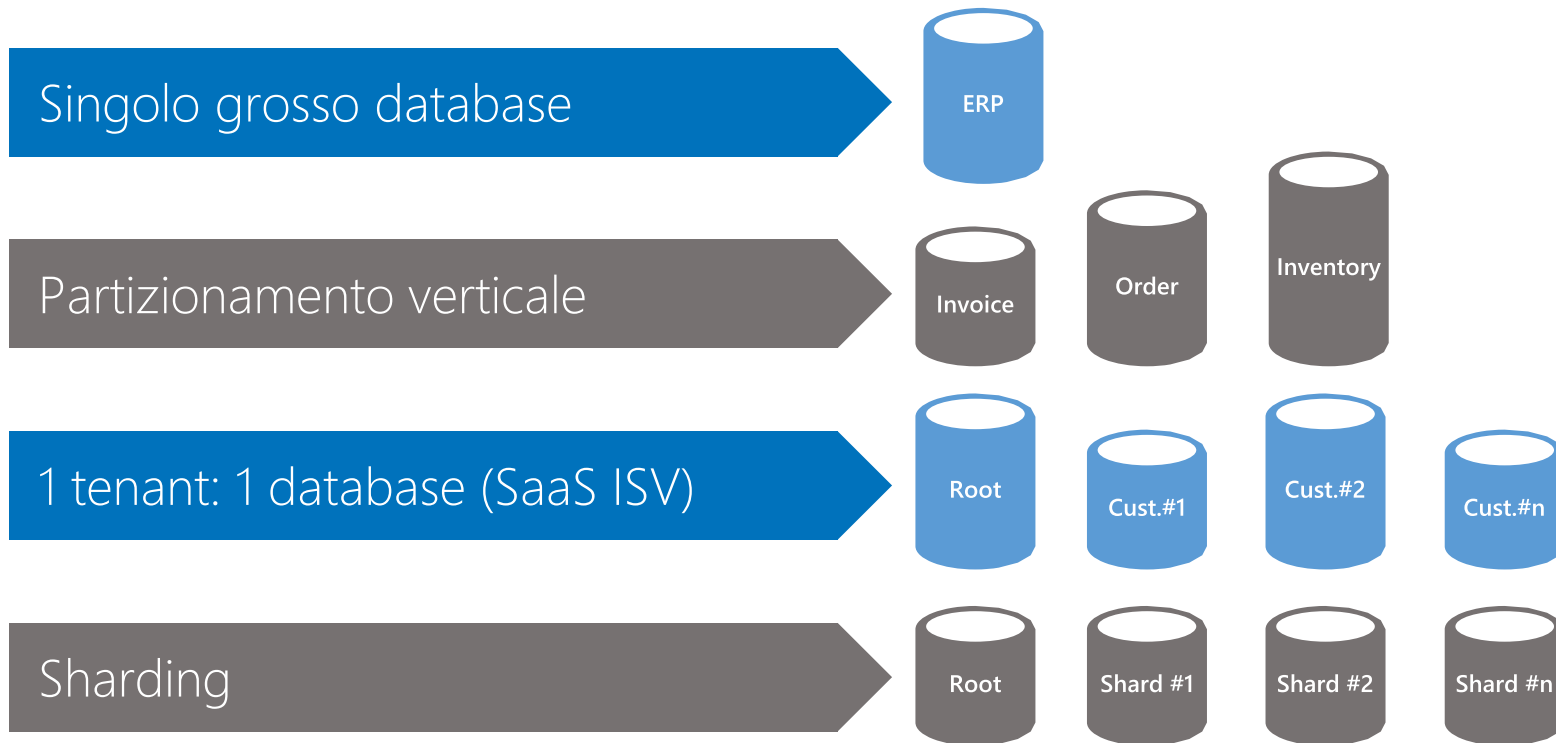 Singolo grosso database
ERP
Partizionamento verticale
Invoice
Order
Inventory
1 tenant: 1 database (SaaS ISV)
Root
Cust.#1
Cust.#2
Cust.#n
Sharding
Root
Shard #1
Shard #2
Shard #n